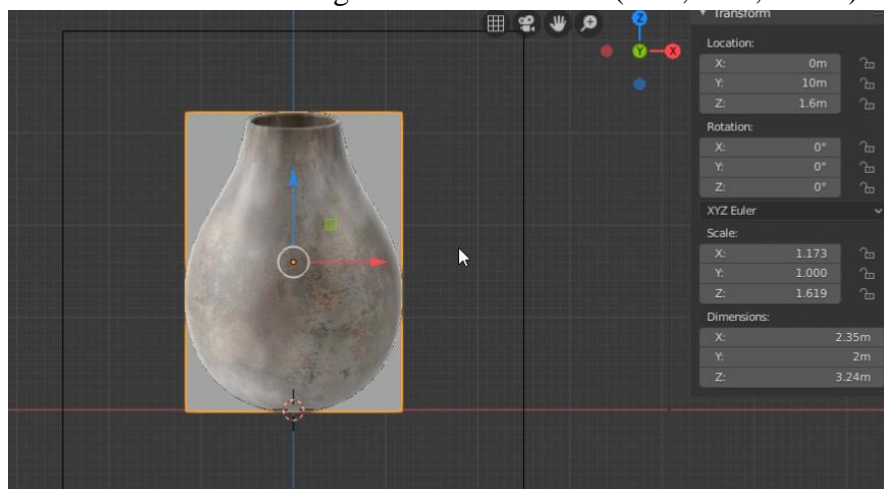 Transform
Z
Y X
Location:
X: 0m
Y: 10m
Z: 1.6m
Rotation:
X: 0°
Y: 0°
Z: 0°
XYZ Euler
Scale:
X: 1.173
Y: 1.000
Z: 1.619
Dimensions:
X: 2.35m
Y: 2m
Z: 3.24m